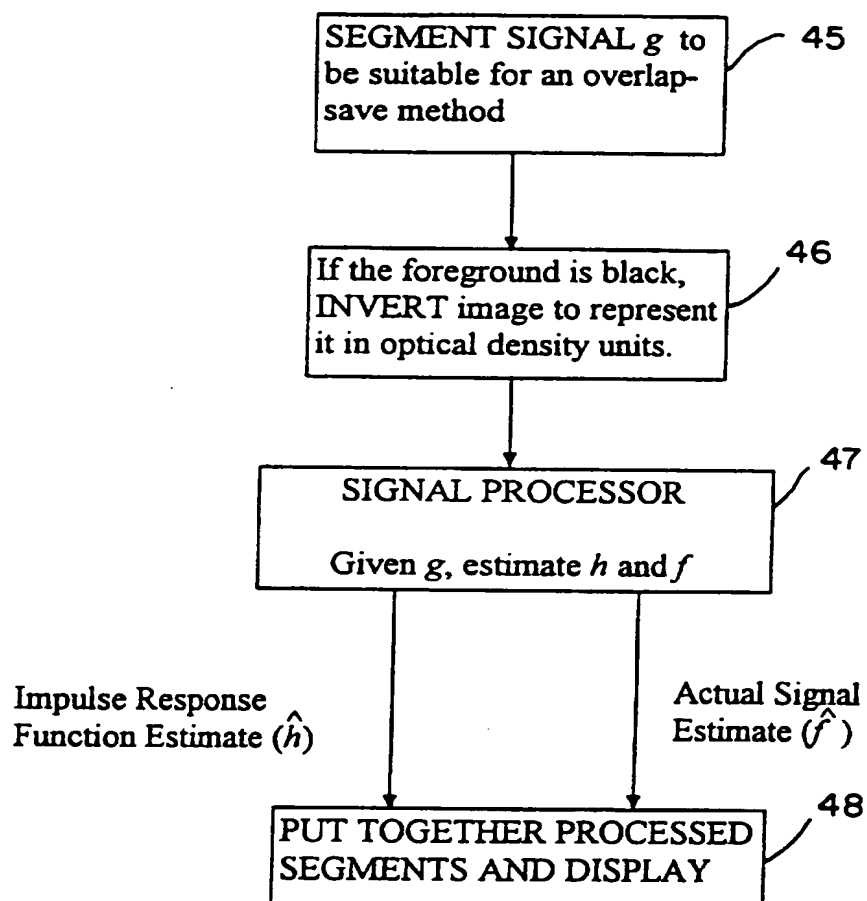 SEGMENT SIGNAL g to
be suitable for an overlap-
save method
45
If the foreground is black,
INVERT image to represent
it in optical density units.
46
47
SIGNAL PROCESSOR
Given g, estimate h and f
Impulse Response
Function Estimate (ĥ)
Actual Signal
Estimate (f̂ )
48
PUT TOGETHER PROCESSED
SEGMENTS AND DISPLAY